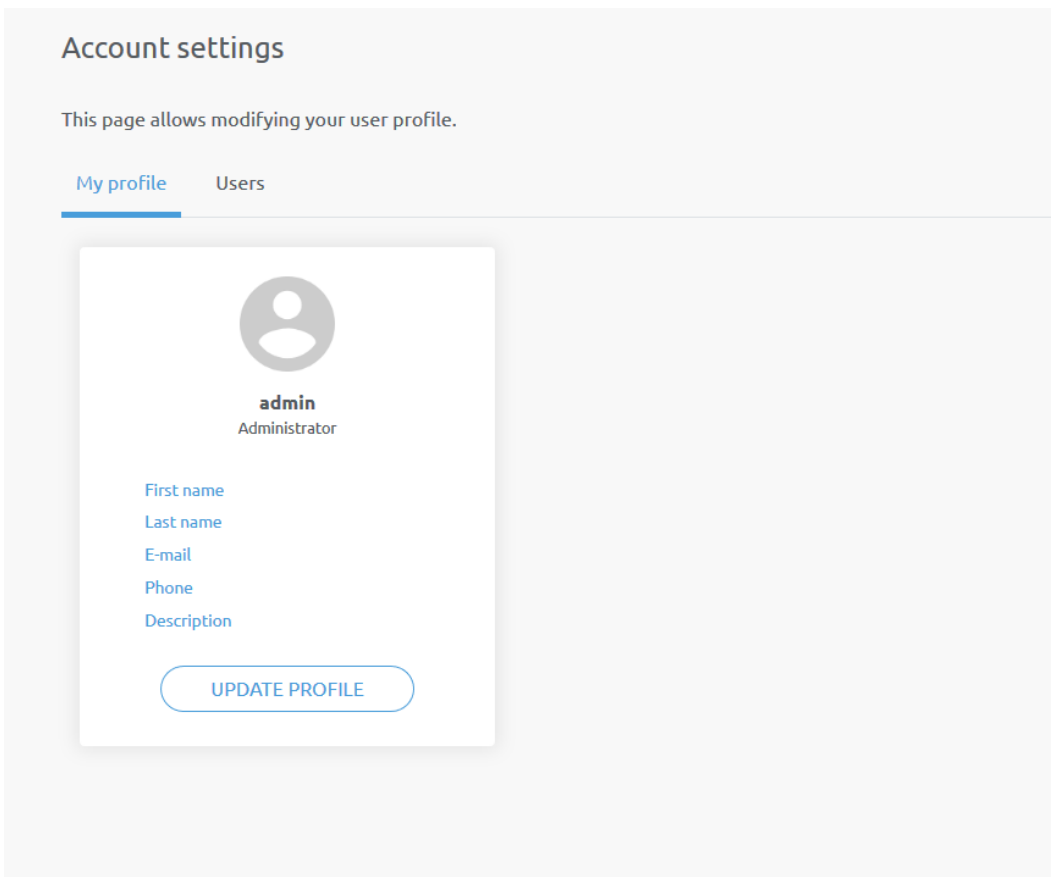 Account settings
This page allows modifying your user profile.
My profile Users
admin
Administrator
First name
Last name
E-mail
Phone
Description
UPDATE PROFILE